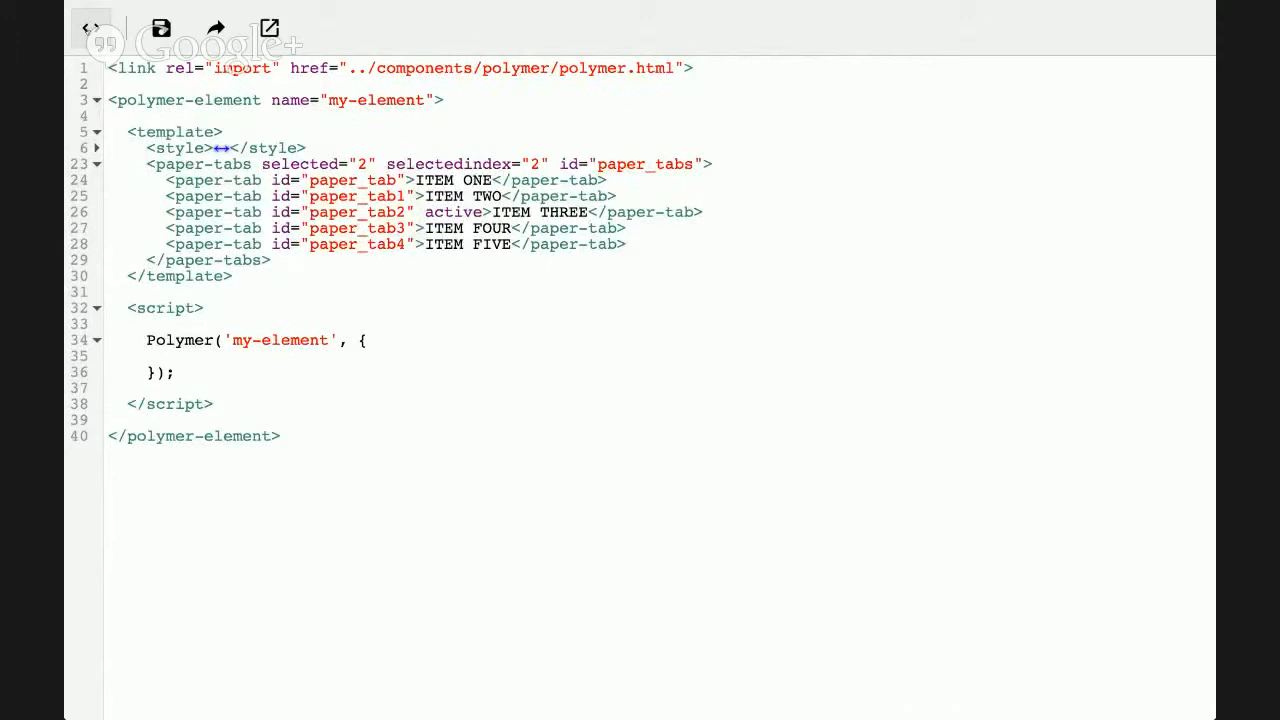 Google+
1 <link rel="import" href="../components/polymer/polymer.html">
2
3 <polymer-element name="my-element">
4
5 <template>
6 <style>↔</style>
23 <paper-tabs selected="2" selectedindex="2" id="paper_tabs">
24 <paper-tab id="paper_tab">ITEM ONE</paper-tab>
25 <paper-tab id="paper_tab1">ITEM TWO</paper-tab>
26 <paper-tab id="paper_tab2" active>ITEM THREE</paper-tab>
27 <paper-tab id="paper_tab3">ITEM FOUR</paper-tab>
28 <paper-tab id="paper_tab4">ITEM FIVE</paper-tab>
29 </paper-tabs>
30 </template>
31
32 <script>
33
34 Polymer('my-element', {
35
36 });
37
38 </script>
39
40 </polymer-element>